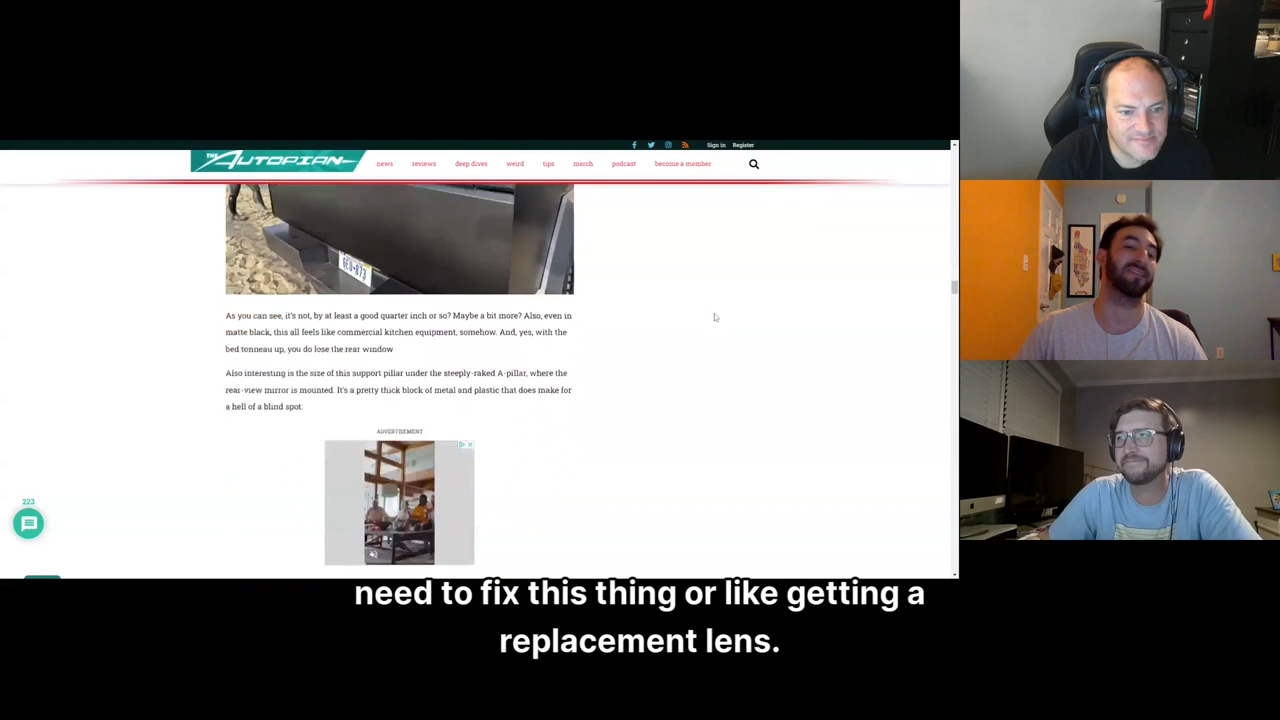 Sign in Register
THE AUTOPIAN
news reviews deep dives weird tips merch podcast become a member
As you can see, it's not, by at least a good quarter inch or so? Maybe a bit more? Also, even in
matte black, this all feels like commercial kitchen equipment, somehow. And, yes, with the
bed tonneau up, you do lose the rear window.
Also interesting is the size of this support pillar under the steeply-raked A-pillar, where the
rear-view mirror is mounted. It's a pretty thick block of metal and plastic that does make for
a hell of a blind spot:
ADVERTISEMENT
223
need to fix this thing or like getting a
replacement lens.